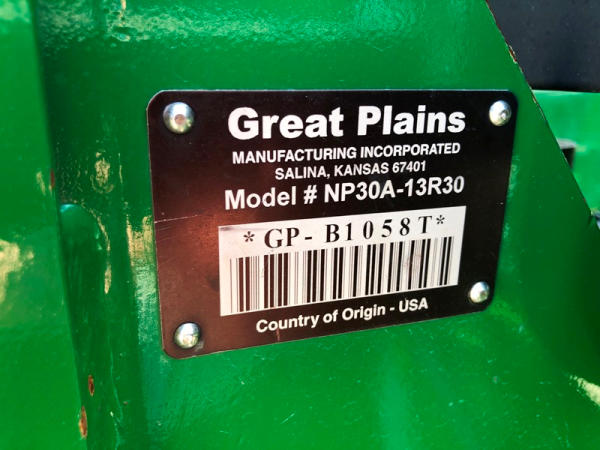 Great Plains
MANUFACTURING INCORPORATED
SALINA, KANSAS 67401
Model # NP30A-13R30
*GP-B1058T*
Country of Origin - USA